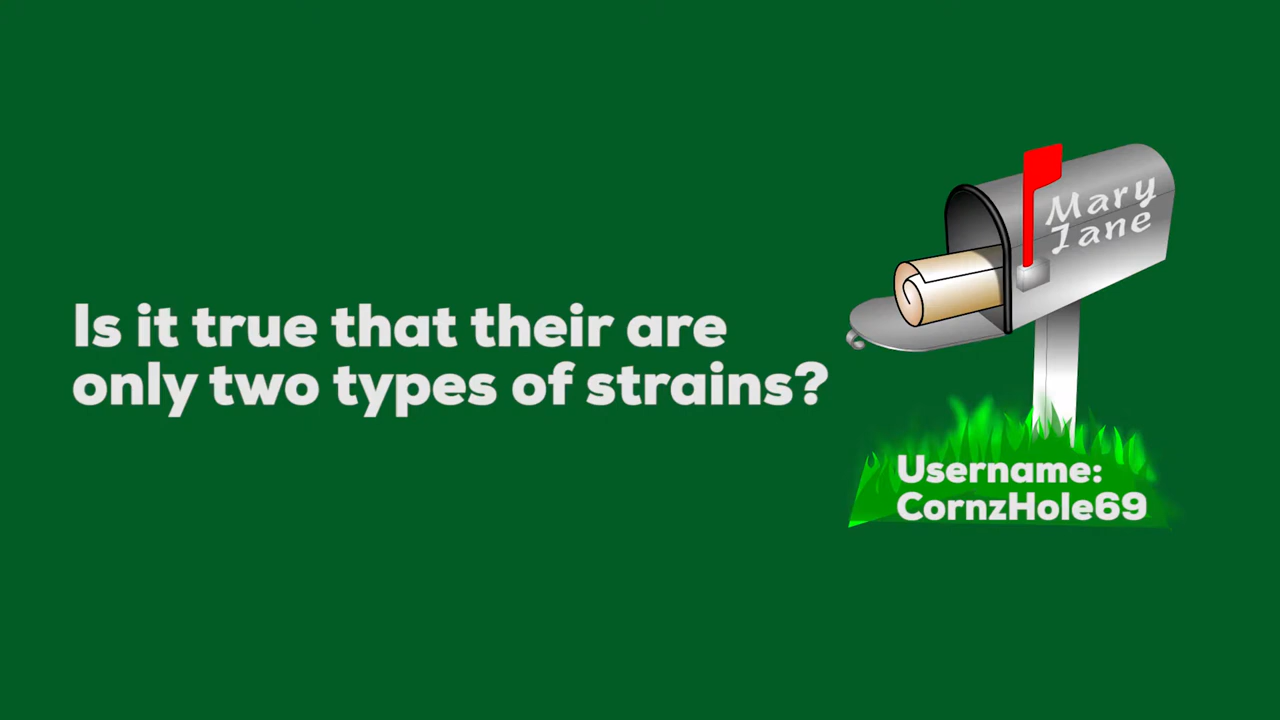 Is it true that their are
only two types of strains?
Mary
Jane
Username:
CornzHole69